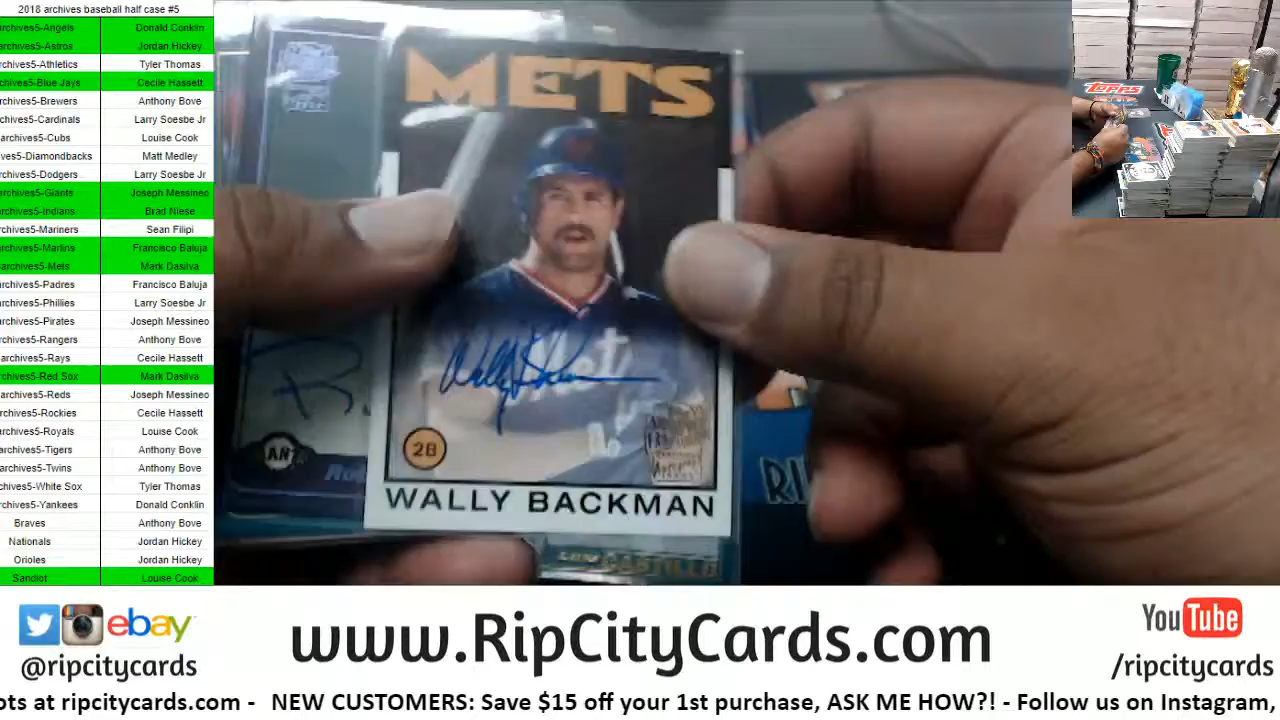 2018 archives baseball half case #5
archives5-Angels Donald Conklin
archives5-Astros Jordan Hickey
archives5-Athletics Tyler Thomas
archives5-Blue Jays Cecile Hassett
archives5-Brewers Anthony Bove
archives5-Cardinals Larry Soesbe Jr
archives5-Cubs Louise Cook
ves5-Diamondbacks Matt Medley
archives5-Dodgers Larry Soesbe Jr
archives5-Giants Joseph Messineo
archives5-Indians Brad Niese
archives5-Mariners Sean Filipi
archives5-Marlins Francisco Baluja
archives5-Mets Mark Dasilva
archives5-Padres Francisco Baluja
archives5-Phillies Larry Soesbe Jr
archives5-Pirates Joseph Messineo
archives5-Rangers Anthony Bove
archives5-Rays Cecile Hassett
rchives5-Red Sox Mark Dasilva
archives5-Reds Joseph Messineo
archives5-Rockies Cecile Hassett
archives5-Royals Louise Cook
archives5-Tigers Anthony Bove
archives5-Twins Anthony Bove
rchives5-White Sox Tyler Thomas
rchives5-Yankees Donald Conklin
Braves Anthony Bove
Nationals Jordan Hickey
Orioles Jordan Hickey
Sandlot Louise Cook
METS
28
WALLY BACKMAN
CASTILLO
RI
topps
ebay
@ripcitycards
www.RipCityCards.com
YouTube
/ripcitycards
ots at ripcitycards.com - NEW CUSTOMERS: Save $15 off your 1st purchase, ASK ME HOW?! - Follow us on Instagram,